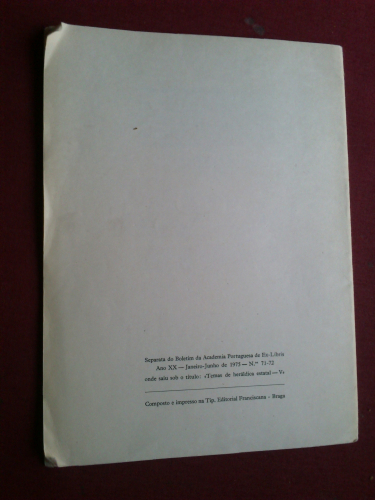 Separata do Boletim da Academia Portuguesa de Ex-Libris
Ano XX — Janeiro-Junho de 1975 — N.os 71-72
onde saiu sob o título: «Temas de heráldica estatal — V»
Composto e impresso na Tip. Editorial Franciscana - Braga